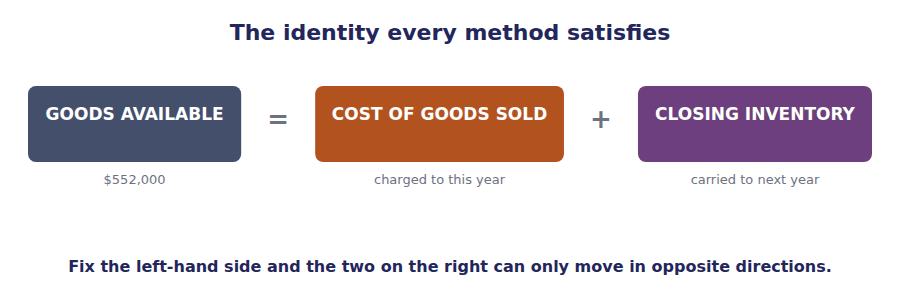 The identity every method satisfies
GOODS AVAILABLE = COST OF GOODS SOLD + CLOSING INVENTORY
$552,000 charged to this year carried to next year
Fix the left-hand side and the two on the right can only move in opposite directions.